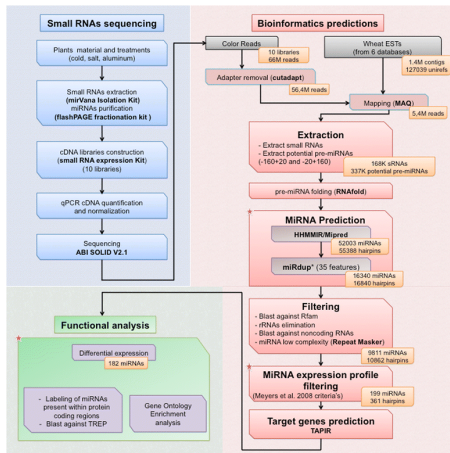 Small RNAs sequencing
Plants material and treatments
(cold, salt, aluminum)
Small RNAs extraction
(mirVana Isolation Kit)
miRNAs purification
(flashPAGE fractionation kit )
cDNA libraries construction
(small RNA expression Kit)
(10 libraries)
qPCR cDNA quantification
and normalization
Sequencing
ABI SOLID V2.1
Bioinformatics predictions
Color Reads
10 libraries
66M reads
Wheat ESTs
(from 6 databases)
1.4M contigs
127039 unirefs
Adapter removal (cutadapt)
56,4M reads
Mapping (MAQ)
5,4M reads
Extraction
- Extract small RNAs
- Extract potential pre-miRNAs
(-160+20 and -20+160)
168K sRNAs
337K potential pre-miRNAs
pre-miRNA folding (RNAfold)
*
MiRNA Prediction
HHMMIR/Mipred
52003 miRNAs
55388 hairpins
miRdup* (35 features)
16340 miRNAs
16840 hairpins
Filtering
- Blast against Rfam
- rRNAs elimination
- Blast against noncoding RNAs
- miRNA low complexity (Repeat Masker)
9811 miRNAs
10862 hairpins
*
MiRNA expression profile
filtering
(Meyers et al. 2008 criteria's)
199 miRNAs
361 hairpins
Target genes prediction
TAPIR
*
Functional analysis
Differential expression
182 miRNAs
- Labeling of miRNAs
present within protein
coding regions
- Blast against TREP
Gene Ontology
Enrichment
analysis